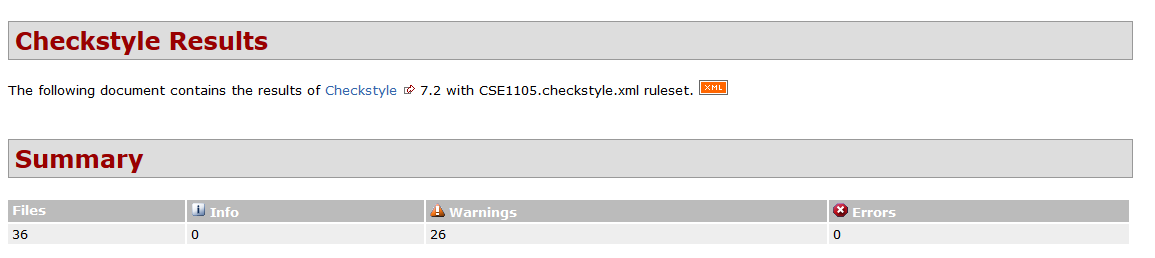 Checkstyle Results
The following document contains the results of Checkstyle 7.2 with CSE1105.checkstyle.xml ruleset. XML
Summary
Files Info Warnings Errors
36 0 26 0